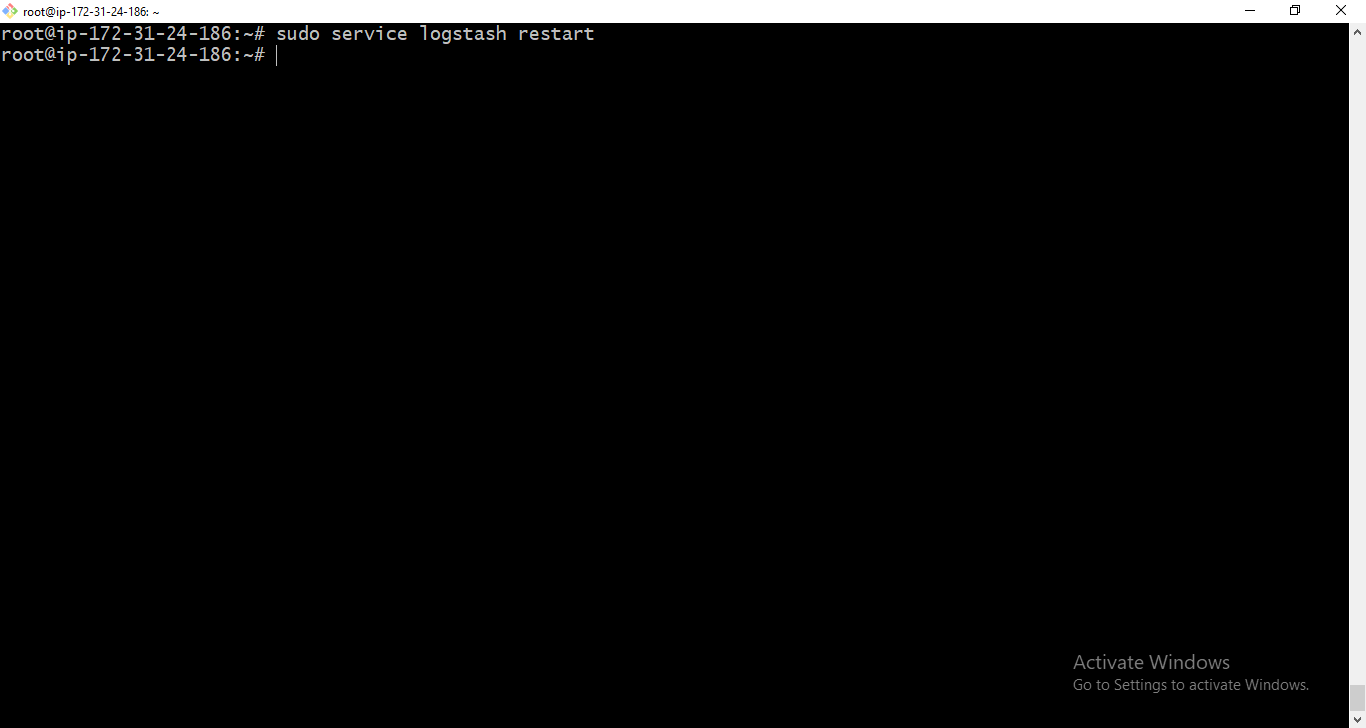 root@ip-172-31-24-186: ~
root@ip-172-31-24-186:~# sudo service logstash restart
root@ip-172-31-24-186:~#
Activate Windows
Go to Settings to activate Windows.